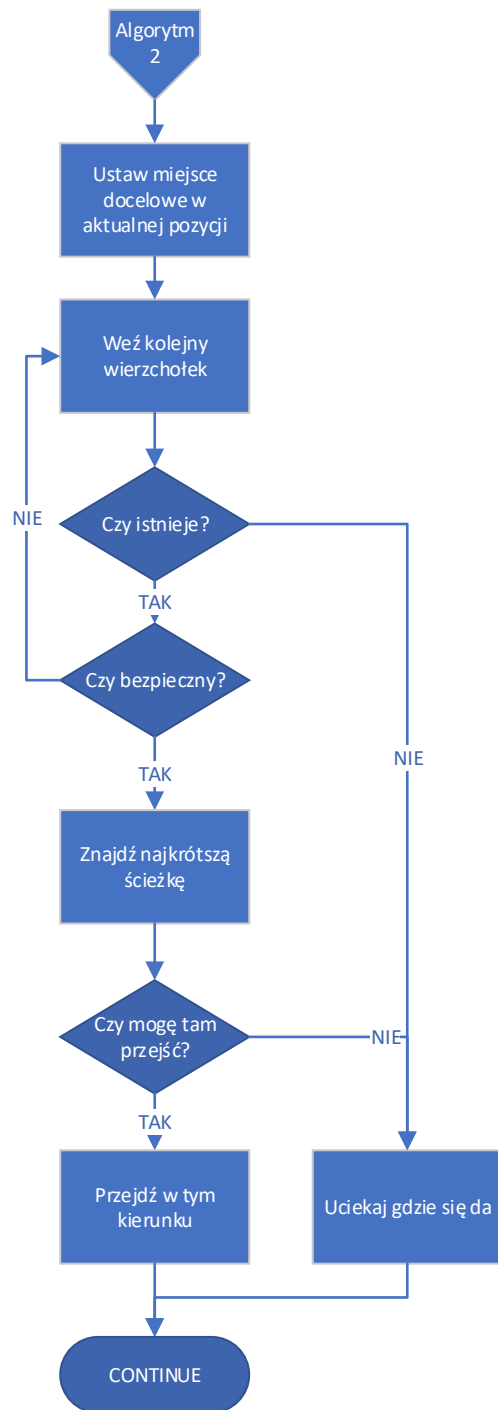 Algorytm
2
Ustaw miejsce
docelowe w
aktualnej pozycji
Weź kolejny
wierzchołek
Czy istnieje?
NIE
TAK
Czy bezpieczny?
TAK
NIE
Znajdź najkrótszą
ścieżkę
Czy mogę tam
przejść?
NIE
TAK
Przejdź w tym
kierunku
Uciekaj gdzie się da
CONTINUE